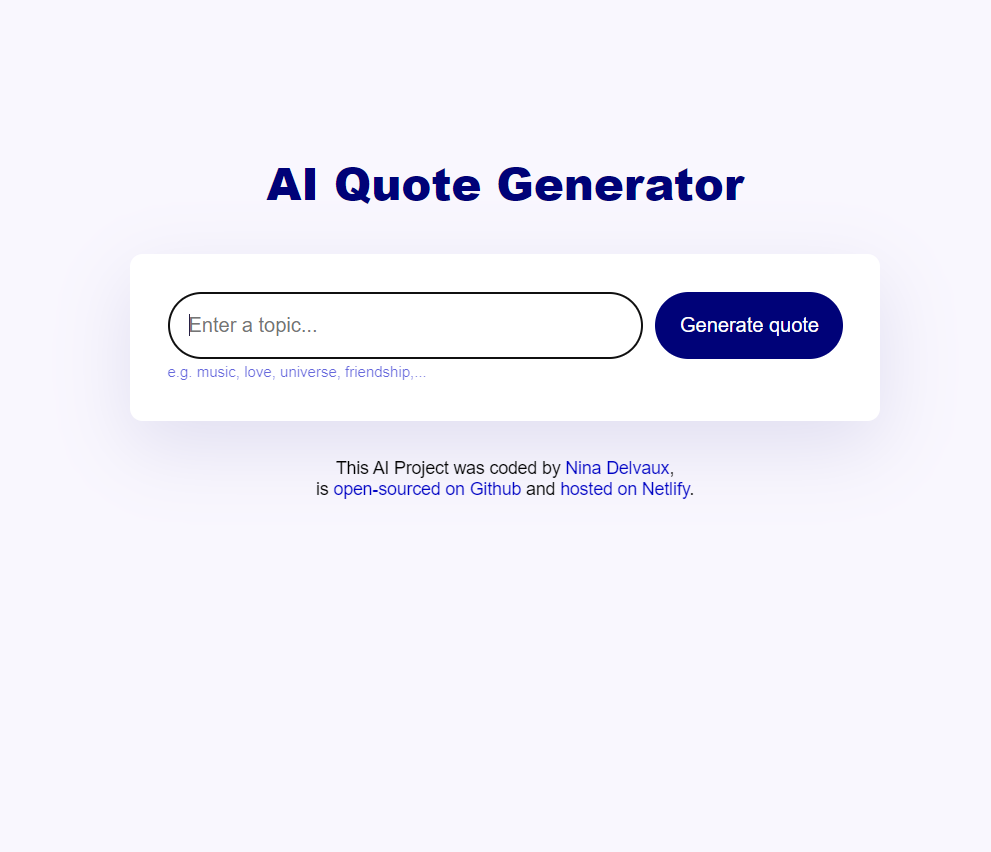 AI Quote Generator
Enter a topic... Generate quote
e.g. music, love, universe, friendship,...
This AI Project was coded by Nina Delvaux,
is open-sourced on Github and hosted on Netlify.